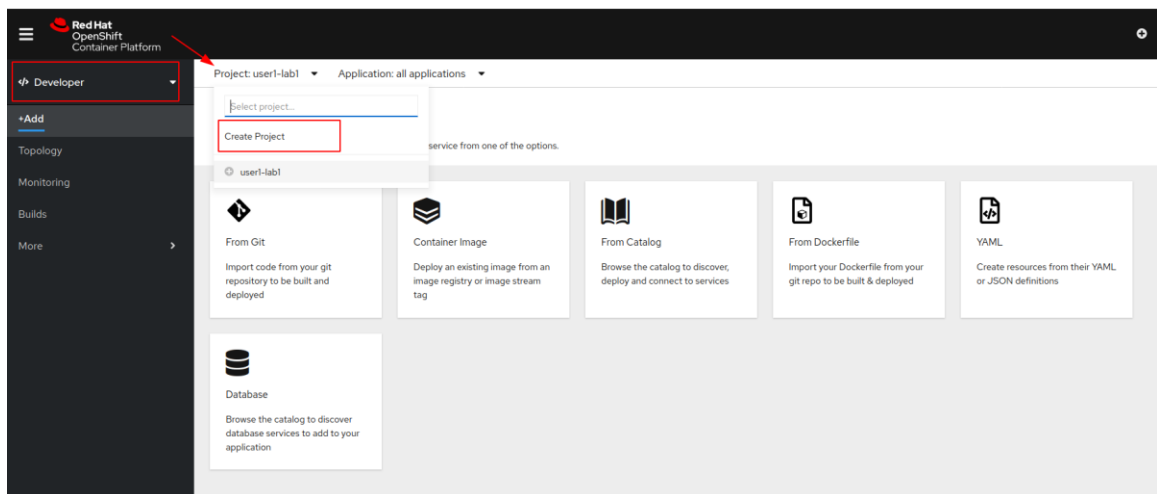 Red Hat
OpenShift
Container Platform
</> Developer
Project: user1-lab1
Application: all applications
+Add
Select project...
Create Project
service from one of the options.
Topology
user1-lab1
Monitoring
Builds
More
From Git
Import code from your git
repository to be built and
deployed
Container Image
Deploy an existing image from an
image registry or image stream
tag
From Catalog
Browse the catalog to discover,
deploy and connect to services
From Dockerfile
Import your Dockerfile from your
git repo to be built & deployed
YAML
Create resources from their YAML
or JSON definitions
Database
Browse the catalog to discover
database services to add to your
application